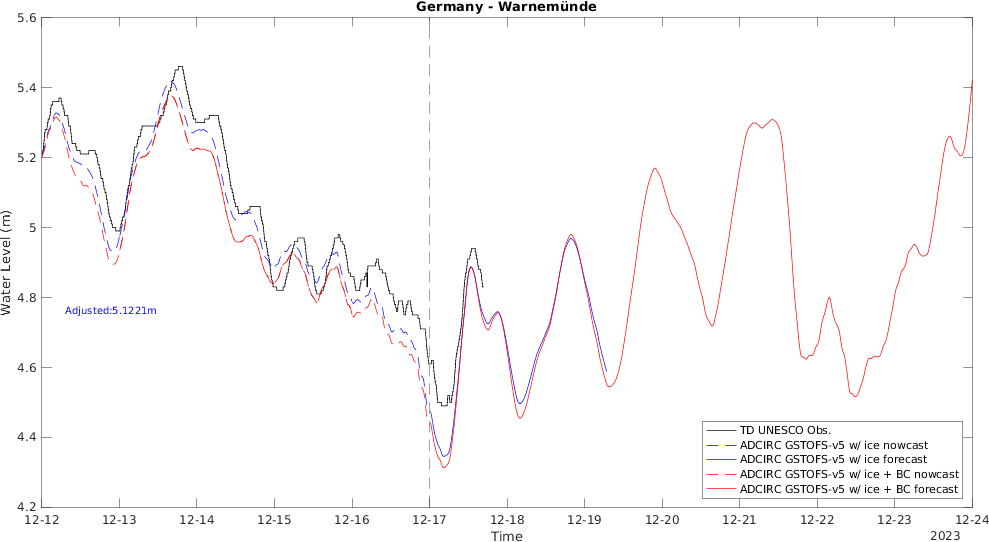 Germany - Warnemünde
5.6
5.4
5.2
5
4.8
4.6
4.4
4.2
Water Level (m)
Adjusted:5.1221m
TD UNESCO Obs.
ADCIRC GSTOFS-v5 w/ ice nowcast
ADCIRC GSTOFS-v5 w/ ice forecast
ADCIRC GSTOFS-v5 w/ ice + BC nowcast
ADCIRC GSTOFS-v5 w/ ice + BC forecast
12-12 12-13 12-14 12-15 12-16 12-17 12-18 12-19 12-20 12-21 12-22 12-23 12-24
Time
2023